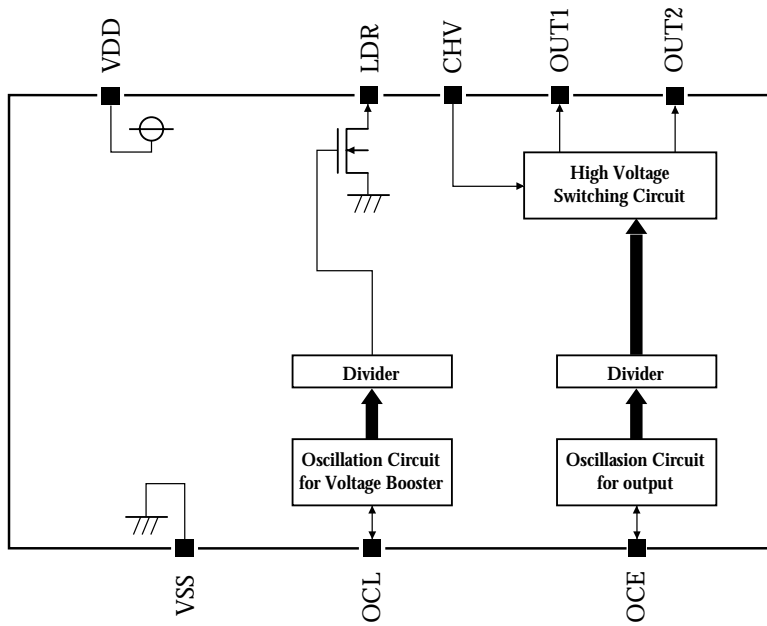 VDD
LDR
CHV
OUT1
OUT2
High Voltage
Switching Circuit
Divider
Divider
Oscillation Circuit
for Voltage Booster
Oscillasion Circuit
for output
VSS
OCL
OCE